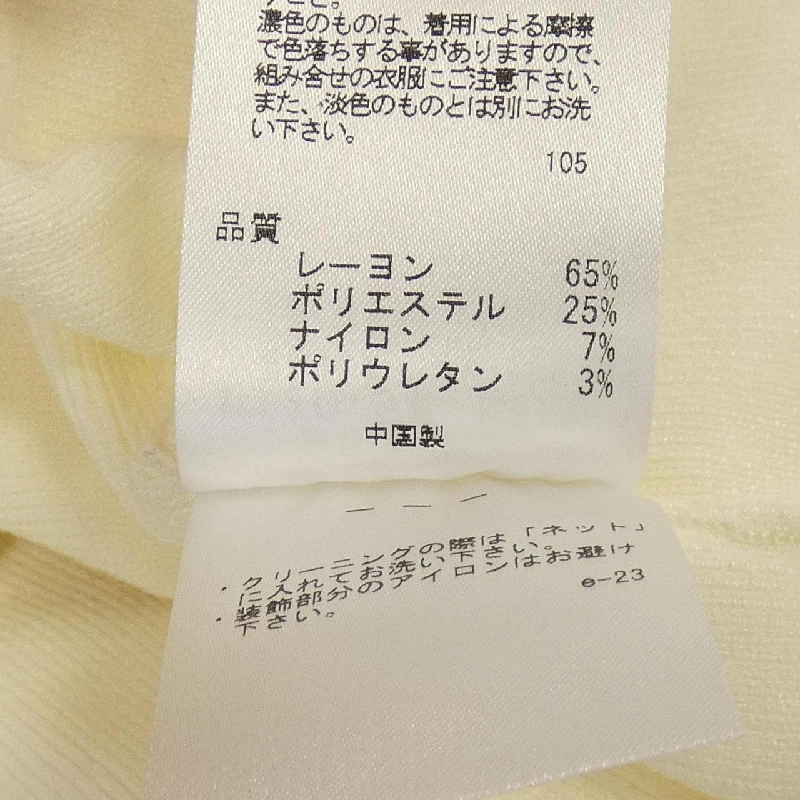 濃色のものは、着用による摩擦
で色落ちする事がありますので、
組み合せの衣服にご注意下さい。
また、淡色のものとは別にお洗
い下さい。
105
品質
レーヨン 65%
ポリエステル 25%
ナイロン 7%
ポリウレタン 3%
中国製
・クリーニングの際は「ネット」
に入れてお洗い下さい。
・装飾部分のアイロンはお避け
下さい。
e-23